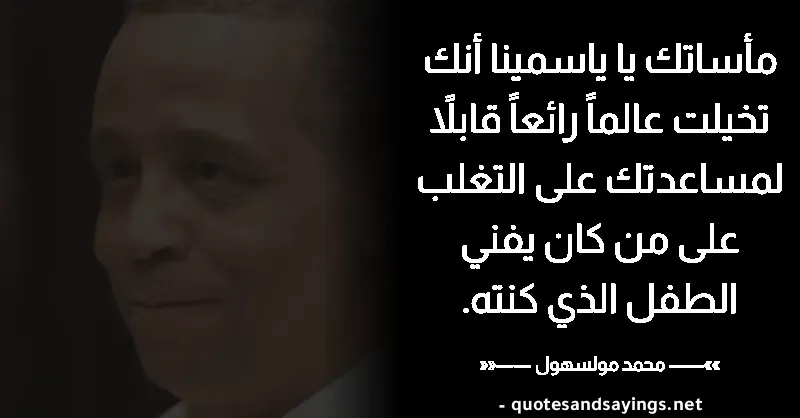 مأساتك يا ياسمينا أنك
تخيلت عالماً رائعاً قابلًا
لمساعدتك على التغلب
على من كان يفني
الطفل الذي كنته.
»»—— محمد مولسهول ——««
- quotesandsayings.net